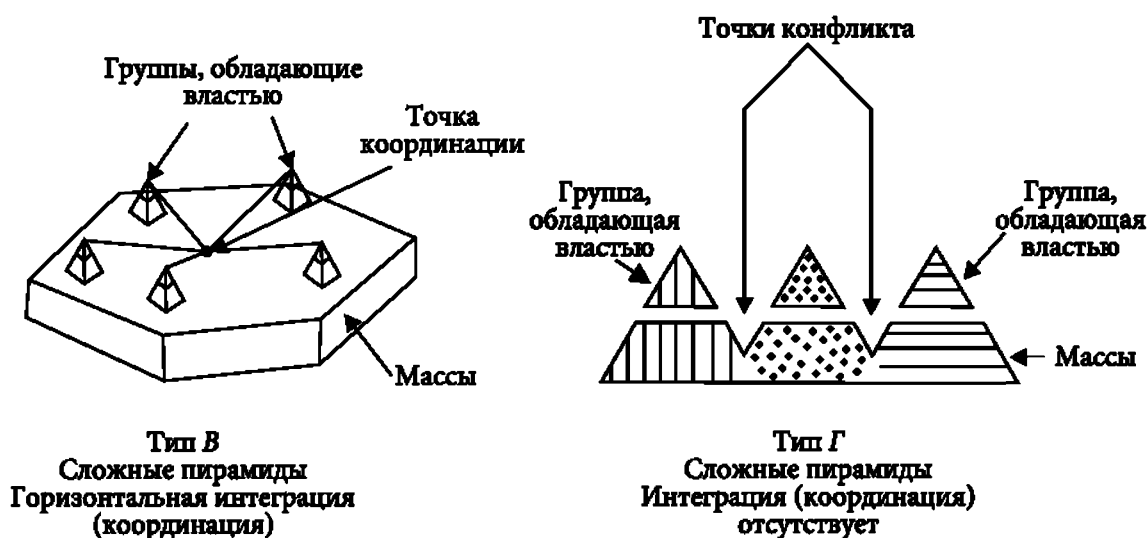 Группы, обладающие
властью
Точка
координации
Массы
Тип В
Сложные пирамиды
Горизонтальная интеграция
(координация)
Точки конфликта
Группа,
обладающая
властью
Группа,
обладающая
властью
Массы
Тип Г
Сложные пирамиды
Интеграция (координация)
отсутствует